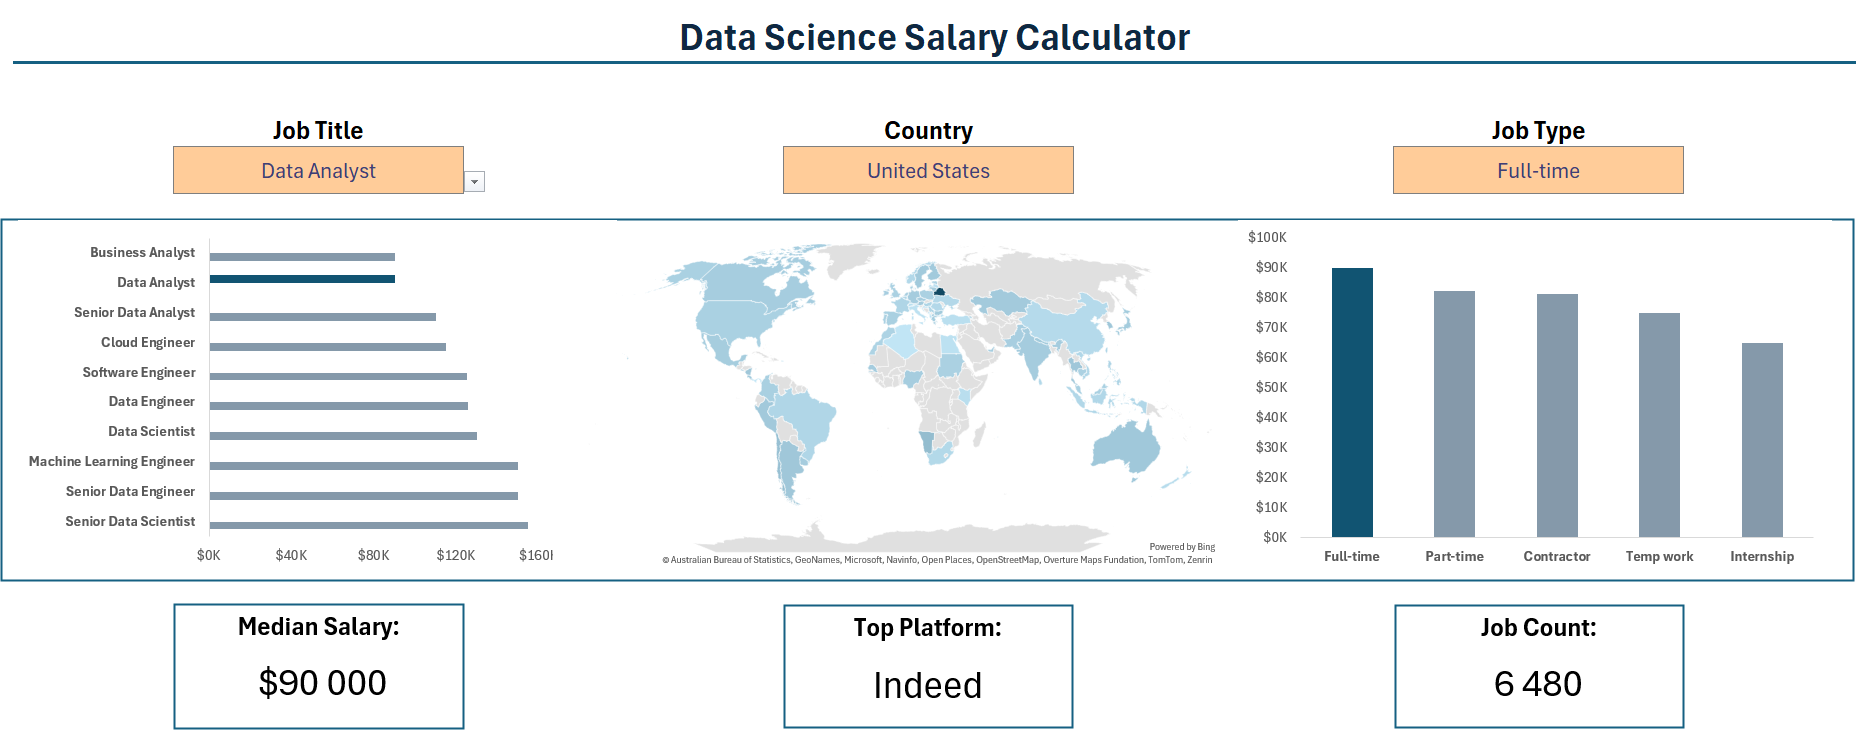 Data Science Salary Calculator
Job Title
Data Analyst
Country
United States
Job Type
Full-time
Business Analyst
Data Analyst
Senior Data Analyst
Cloud Engineer
Software Engineer
Data Engineer
Data Scientist
Machine Learning Engineer
Senior Data Engineer
Senior Data Scientist
$0K $40K $80K $120K $160
Powered by Bing
© Australian Bureau of Statistics, GeoNames, Microsoft, Navinfo, Open Places, OpenStreetMap, Overture Maps Fundation, TomTom, Zenrin
$100K
$90K
$80K
$70K
$60K
$50K
$40K
$30K
$20K
$10K
$0K
Full-time Part-time Contractor Temp work Internship
Median Salary:
$90 000
Top Platform:
Indeed
Job Count:
6 480